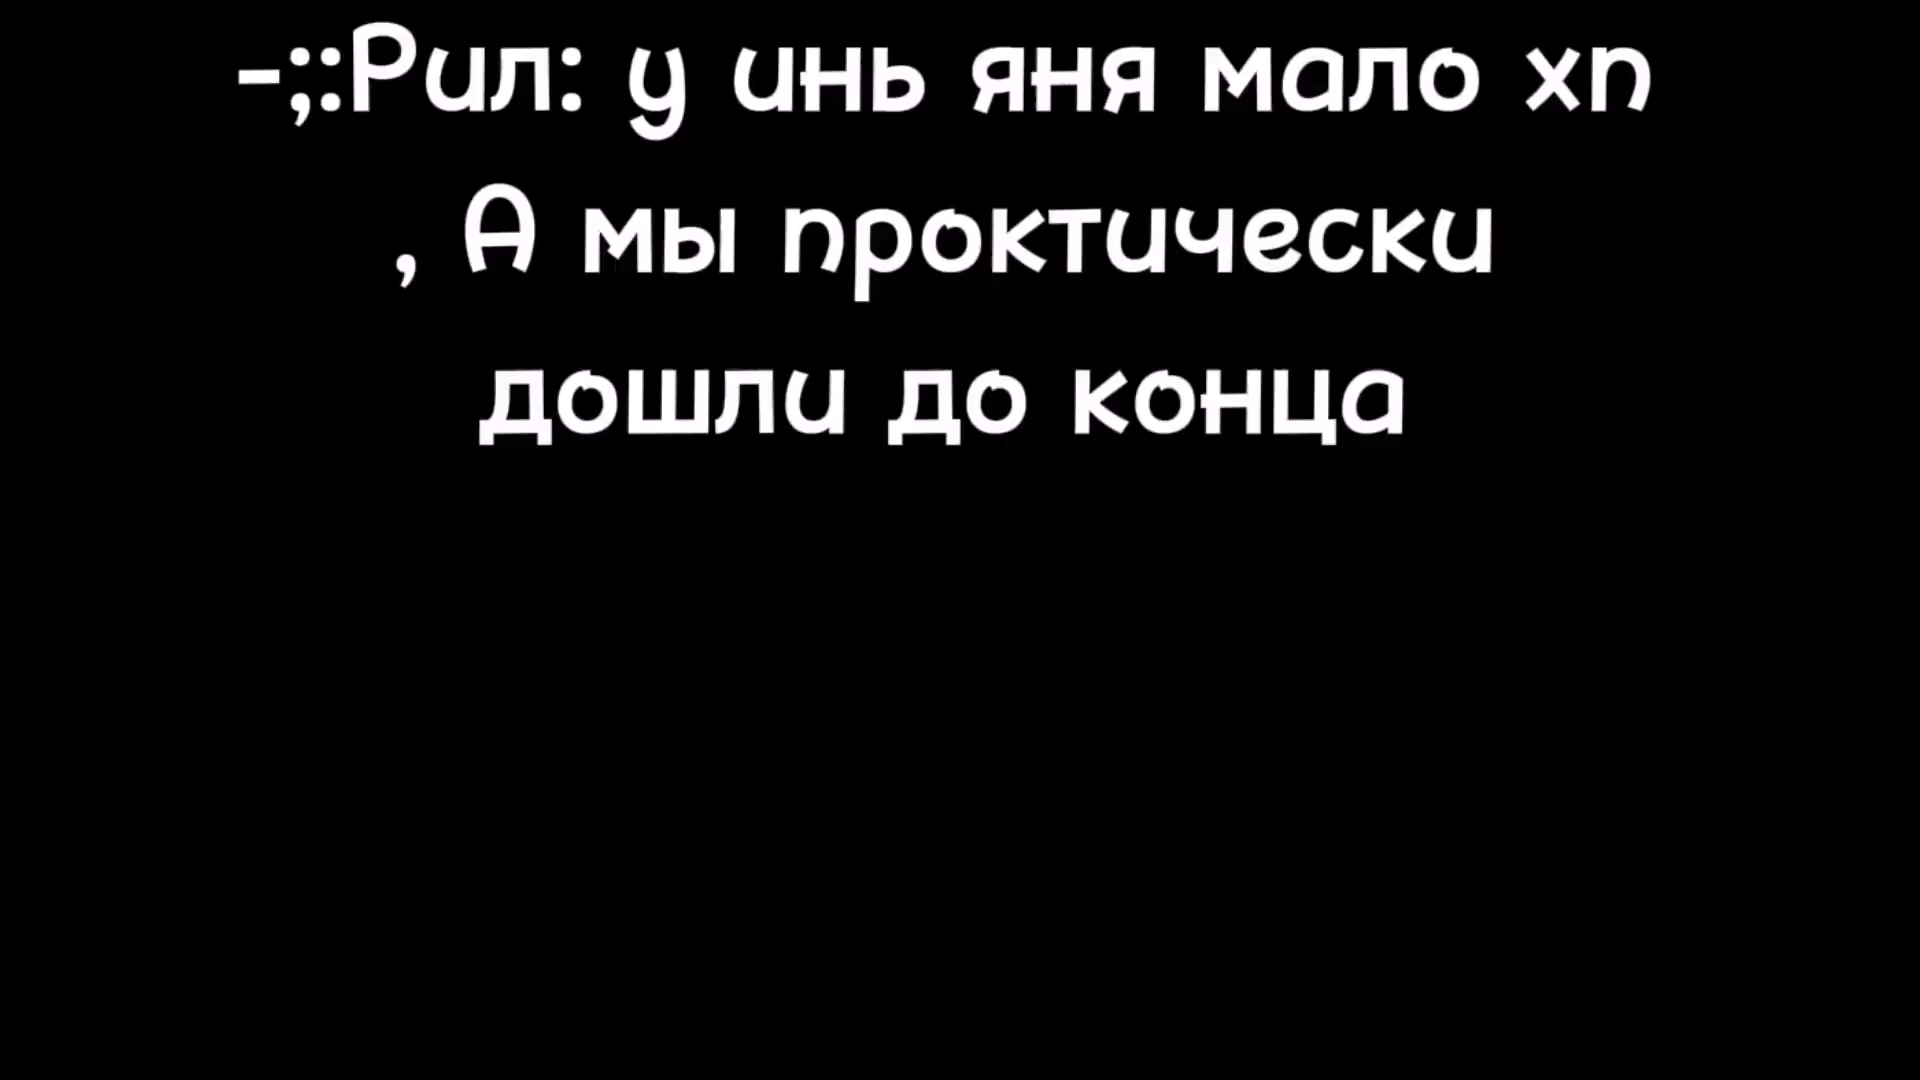 -;:Рил: у инь яня мало хп
, А мы проктически
дошли до конца